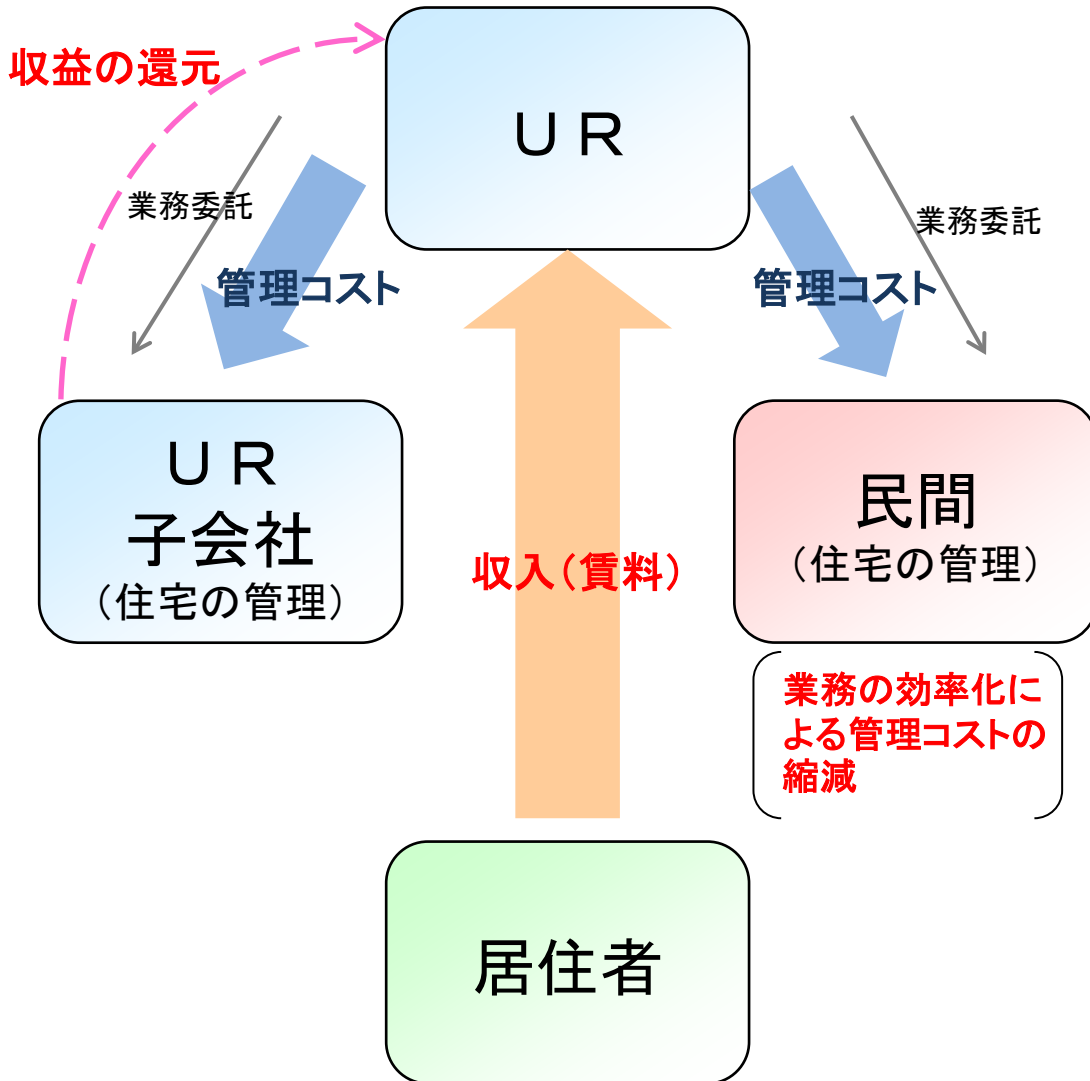 収益の還元
ＵＲ
業務委託
業務委託
管理コスト
管理コスト
ＵＲ
子会社
（住宅の管理）
収入（賃料）
民間
（住宅の管理）
業務の効率化に
よる管理コストの
縮減
居住者